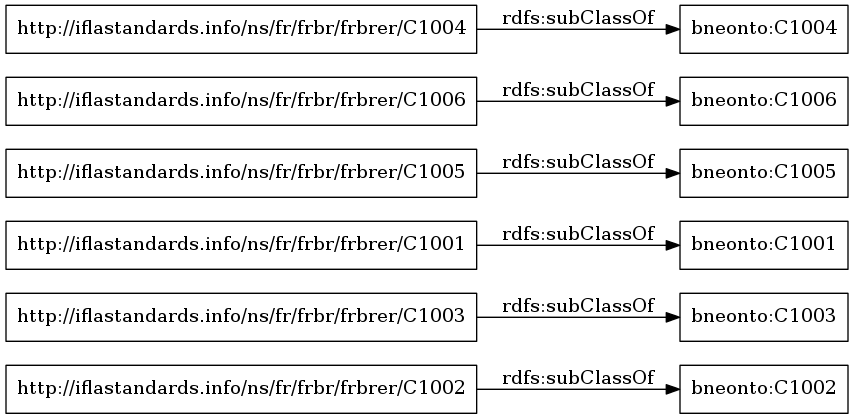 http://iflastandards.info/ns/fr/frbr/frbrer/C1004 rdfs:subClassOf bneonto:C1004
http://iflastandards.info/ns/fr/frbr/frbrer/C1006 rdfs:subClassOf bneonto:C1006
http://iflastandards.info/ns/fr/frbr/frbrer/C1005 rdfs:subClassOf bneonto:C1005
http://iflastandards.info/ns/fr/frbr/frbrer/C1001 rdfs:subClassOf bneonto:C1001
http://iflastandards.info/ns/fr/frbr/frbrer/C1003 rdfs:subClassOf bneonto:C1003
http://iflastandards.info/ns/fr/frbr/frbrer/C1002 rdfs:subClassOf bneonto:C1002